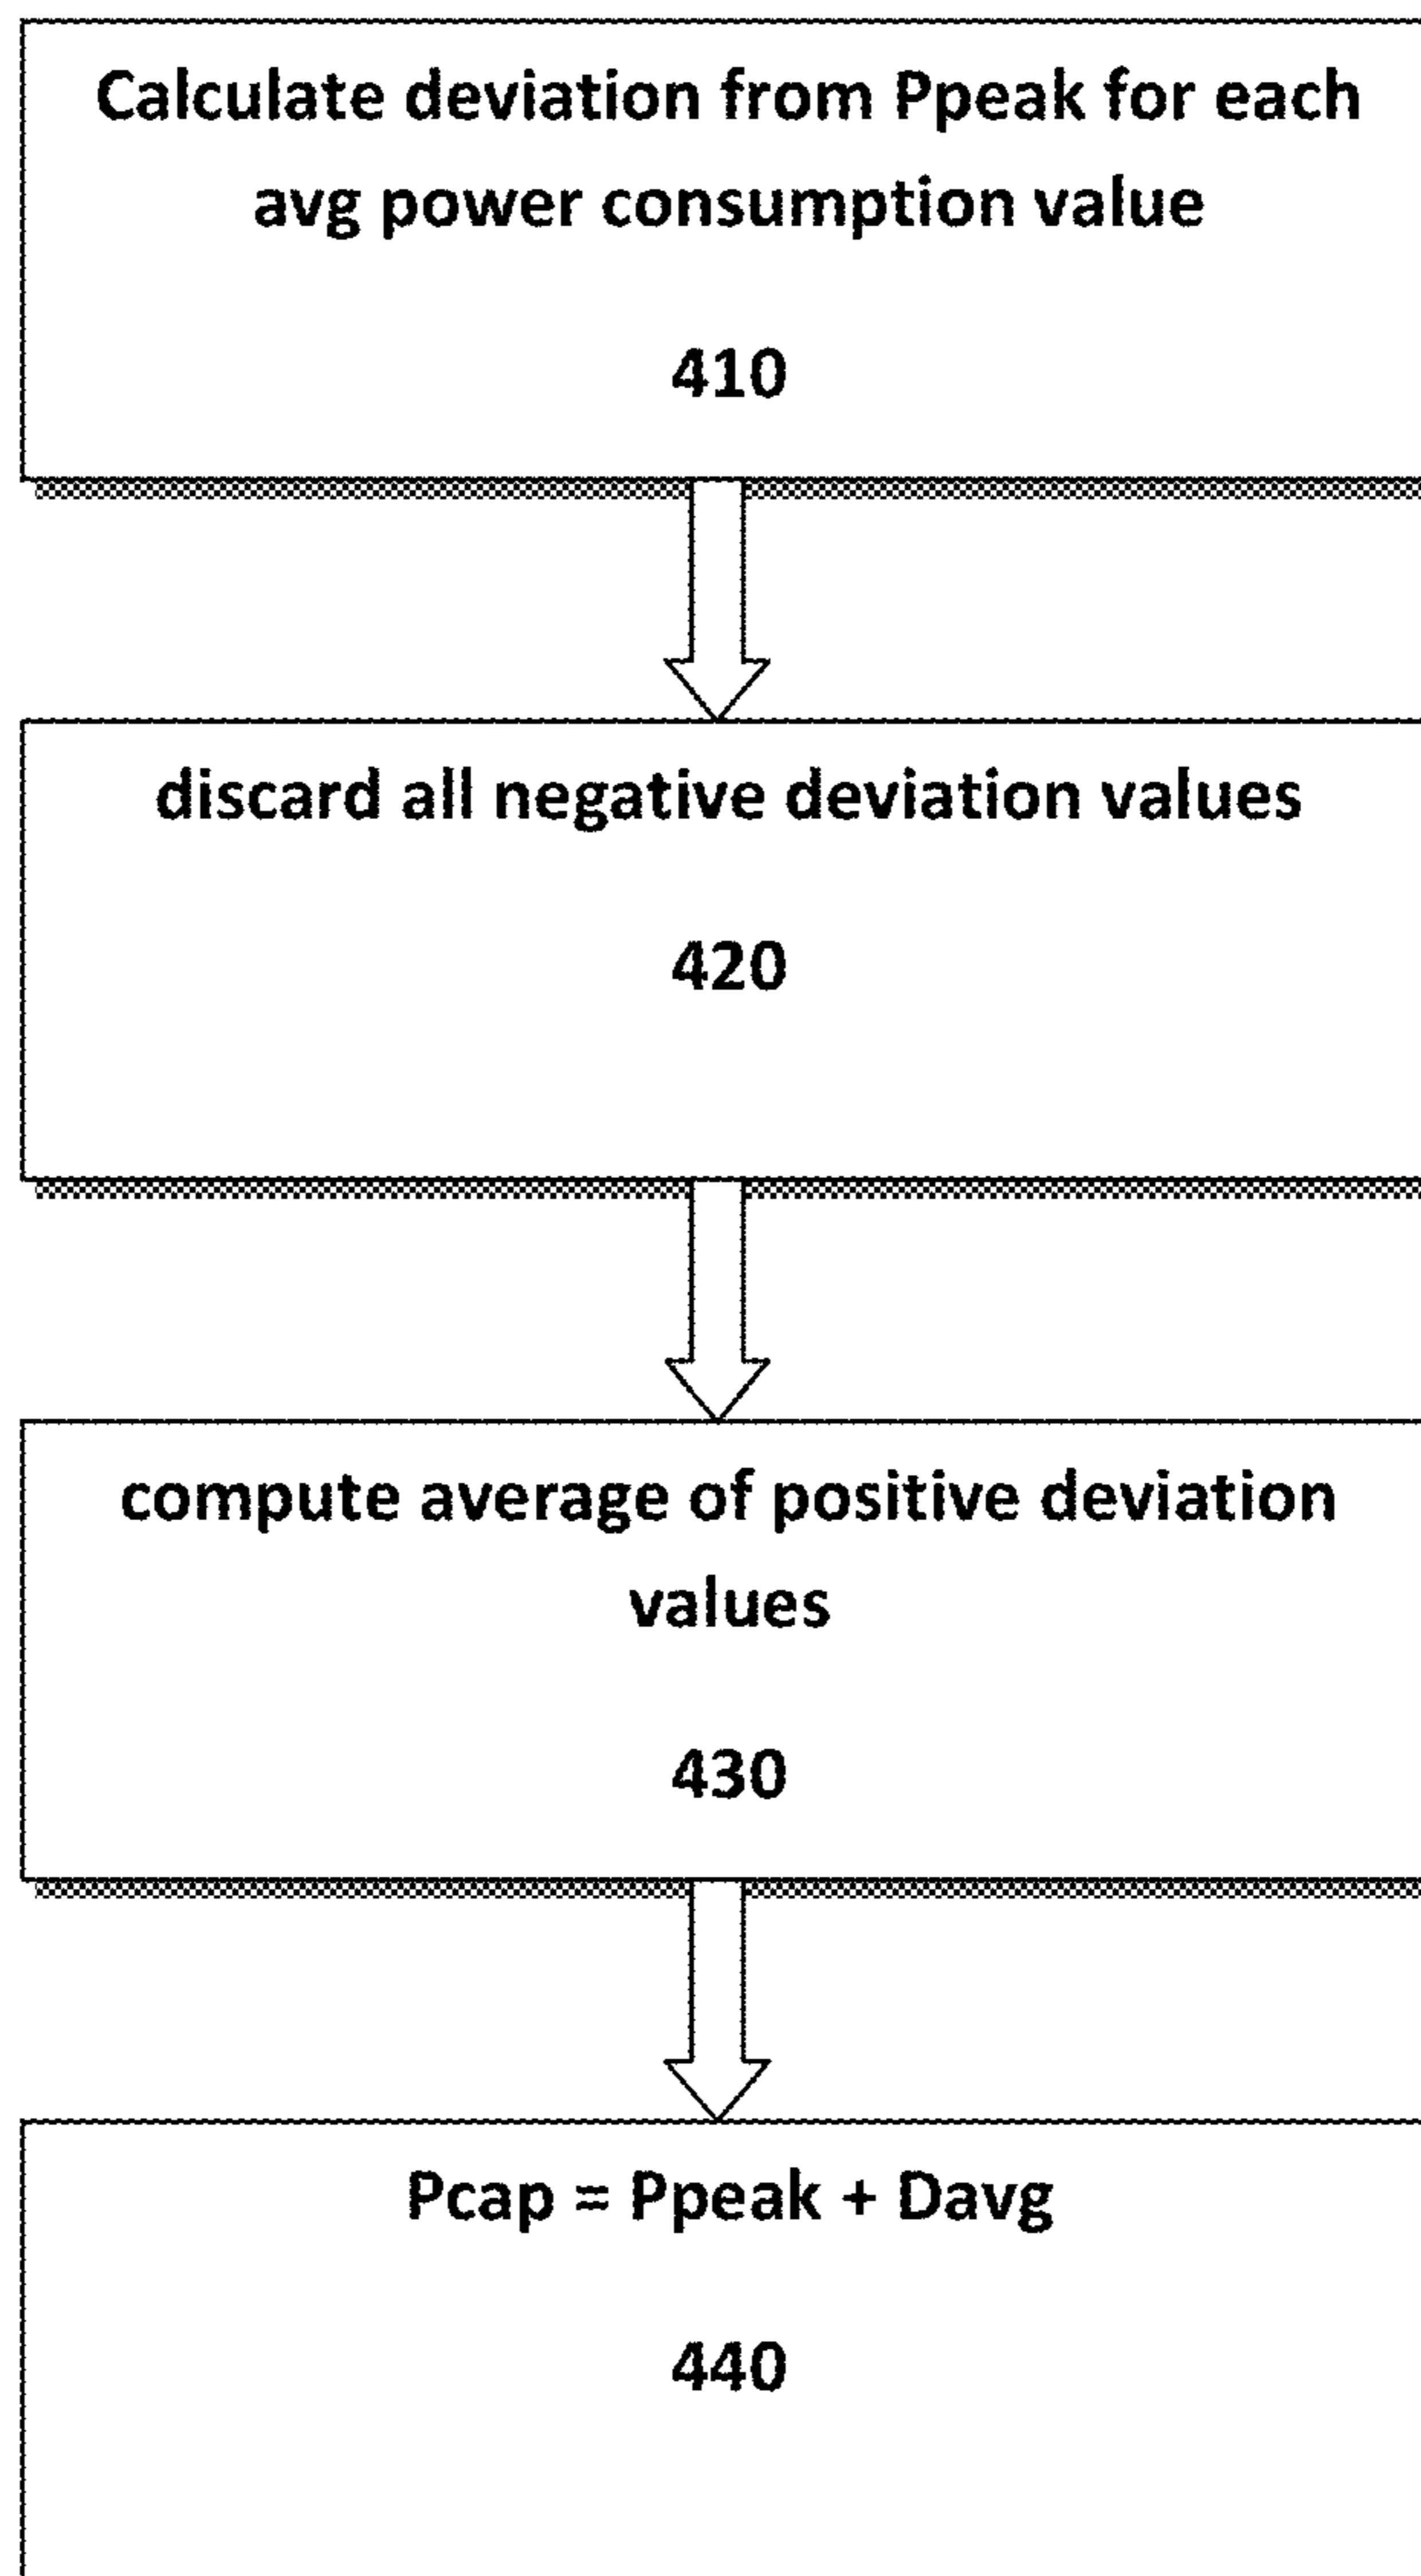 Calculate deviation from Ppeak for each
avg power consumption value
410
discard all negative deviation values
420
compute average of positive deviation
values
430
Pcap = Ppeak + Davg
440